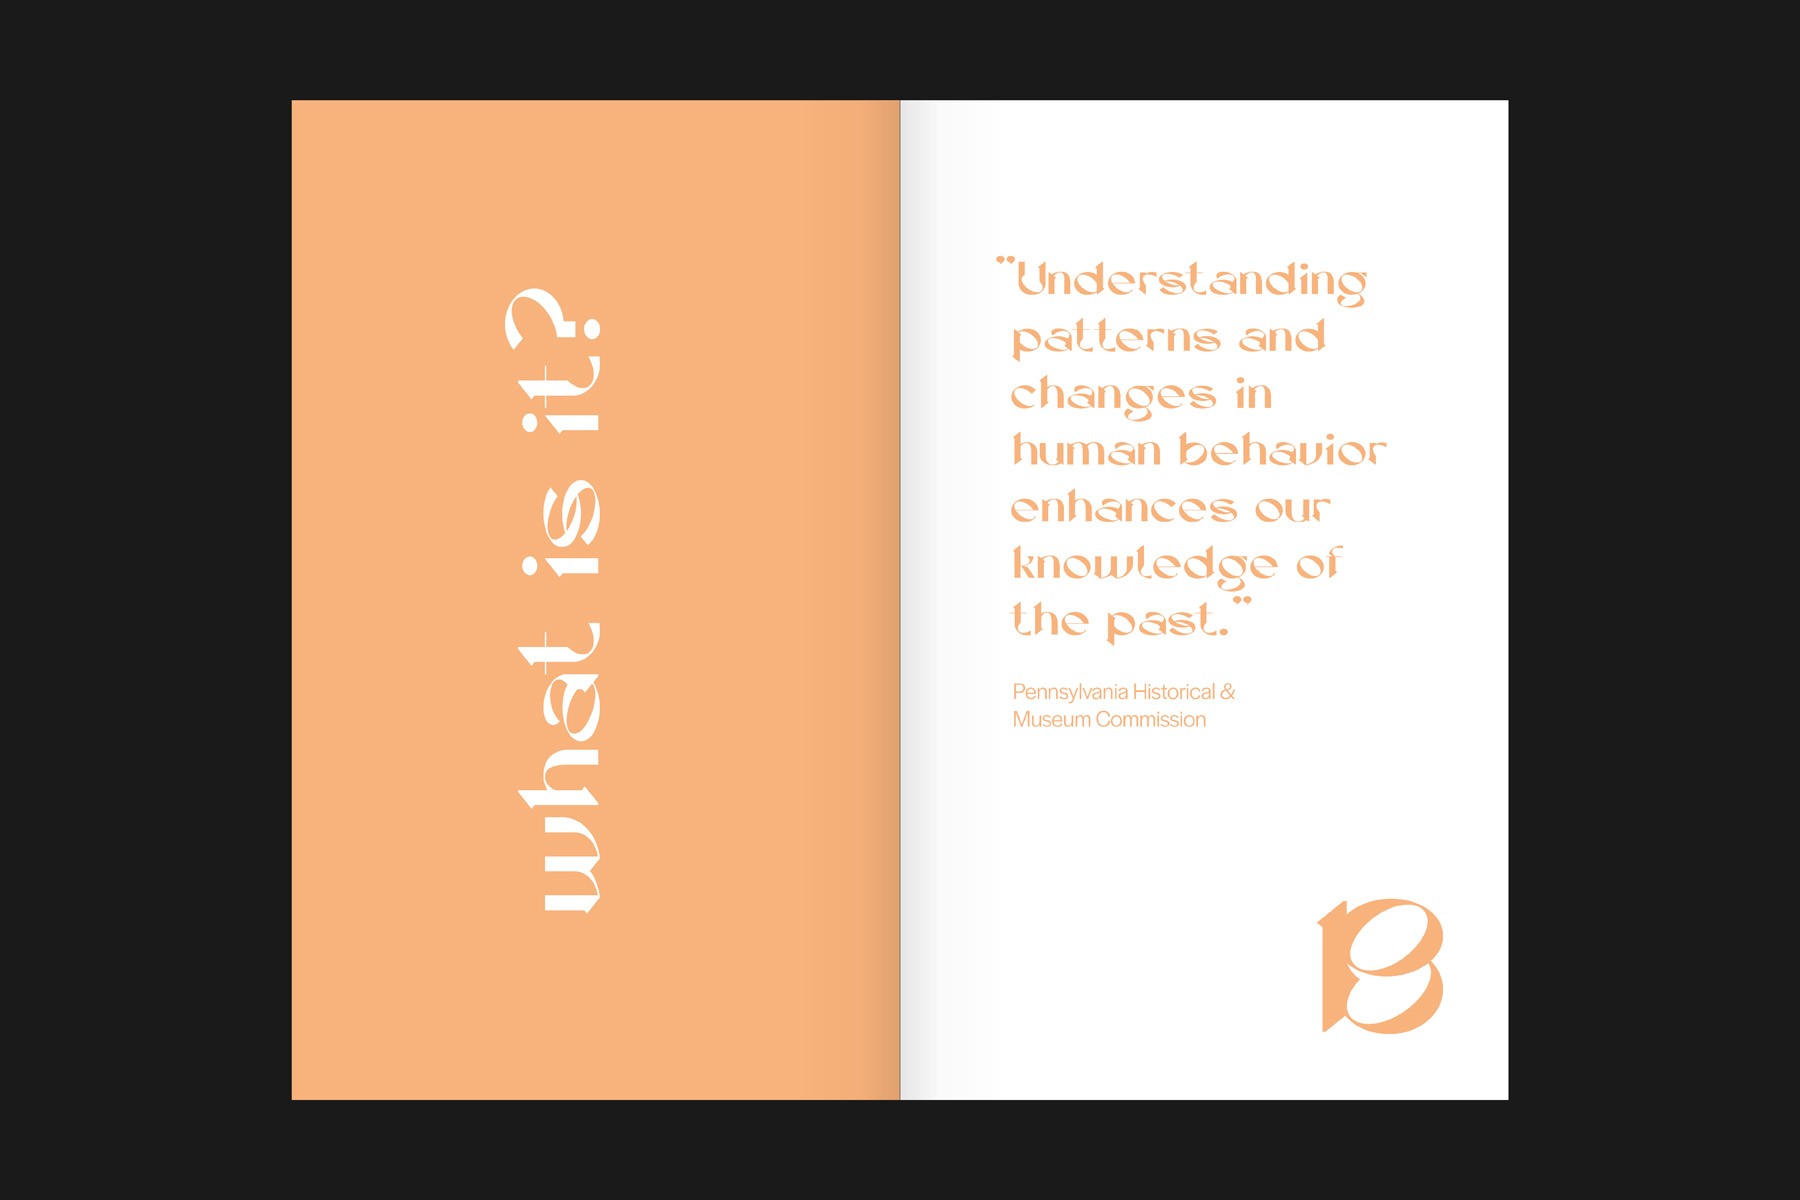 what is it?
"Understanding
patterns and
changes in
human behavior
enhances our
knowledge of
the past."
Pennsylvania Historical &
Museum Commission
B